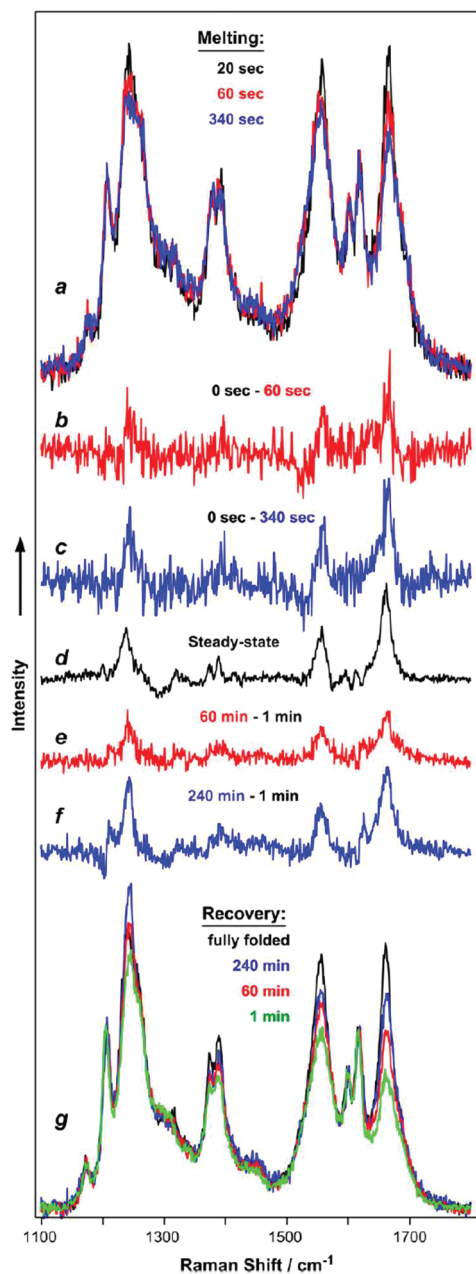 Melting:
20 sec
60 sec
340 sec
a
0 sec - 60 sec
b
0 sec - 340 sec
c
Steady-state
d
60 min - 1 min
e
240 min - 1 min
f
Recovery:
fully folded
240 min
60 min
1 min
g
Intensity
1100 1300 1500 1700
Raman Shift / cm⁻¹